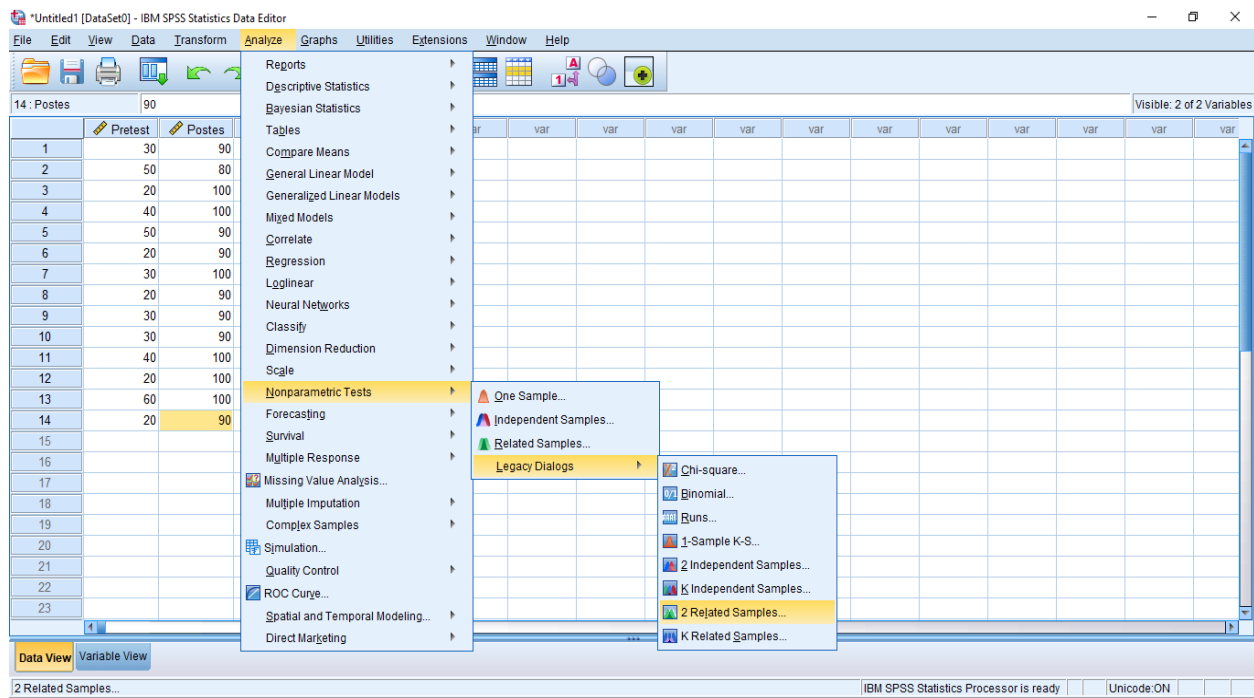 *Untitled1 [DataSet0] - IBM SPSS Statistics Data Editor
File Edit View Data Transform Analyze Graphs Utilities Extensions Window Help
14 : Postes 90 Visible: 2 of 2 Variables
Pretest Postes ar var var var var var var var var var var var
1 30 90
2 50 80
3 20 100
4 40 100
5 50 90
6 20 90
7 30 100
8 20 90
9 30 90
10 30 90
11 40 100
12 20 100
13 60 100
14 20 90
15
16
17
18
19
20
21
22
23
Reports
Descriptive Statistics
Bayesian Statistics
Tables
Compare Means
General Linear Model
Generalized Linear Models
Mixed Models
Correlate
Regression
Loglinear
Neural Networks
Classify
Dimension Reduction
Scale
Nonparametric Tests
Forecasting
Survival
Multiple Response
Missing Value Analysis...
Multiple Imputation
Complex Samples
Simulation...
Quality Control
ROC Curve...
Spatial and Temporal Modeling...
Direct Marketing
One Sample...
Independent Samples...
Related Samples...
Legacy Dialogs
Chi-square...
Binomial...
Runs...
1-Sample K-S...
2 Independent Samples...
K Independent Samples...
2 Related Samples...
K Related Samples...
Data View Variable View
2 Related Samples... IBM SPSS Statistics Processor is ready Unicode:ON